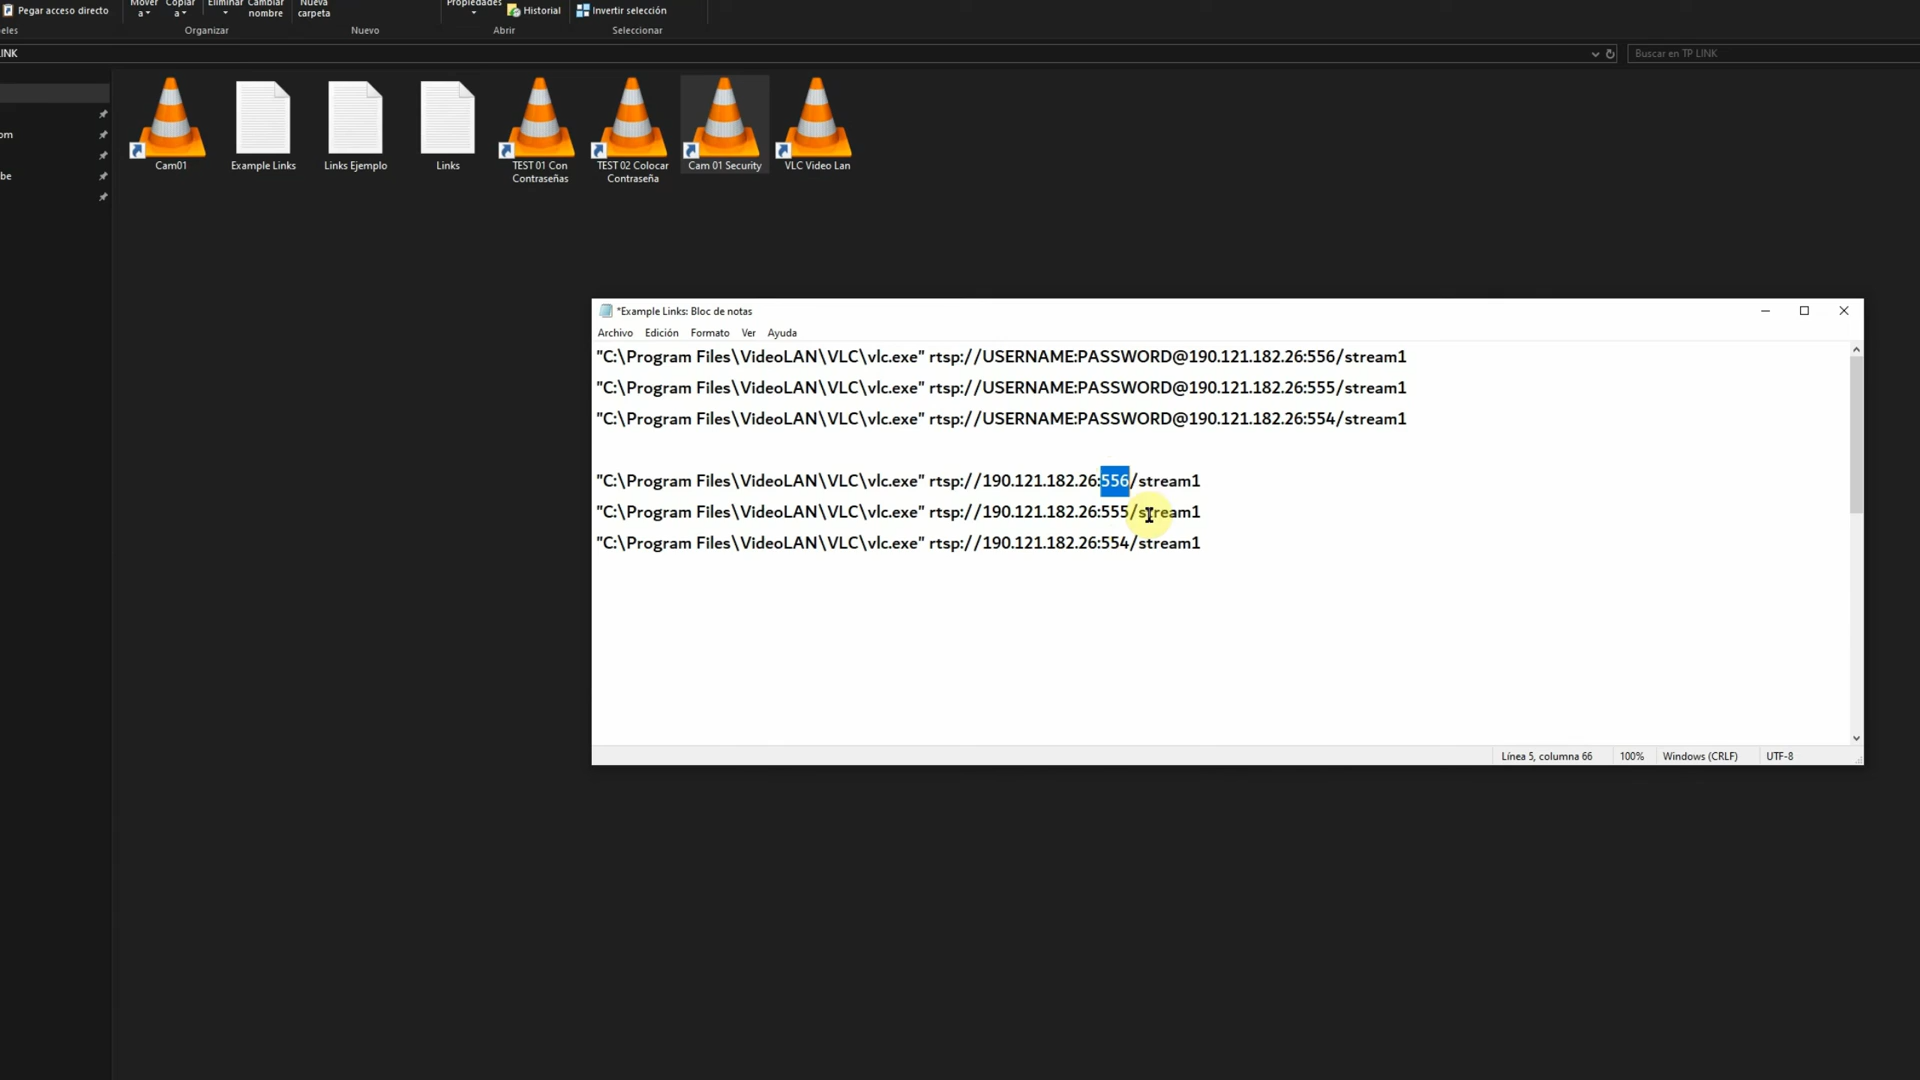 Pegar acceso directo
Mover
a
Copiar
a
Eliminar
Cambiar
nombre
Nueva
carpeta
Propiedades
Historial
Invertir selección
eles
Organizar
Nuevo
Abrir
Seleccionar
INK
Buscar en TP LINK
om
be
Cam01
Example Links
Links Ejemplo
Links
TEST 01 Con
Contraseñas
TEST 02 Colocar
Contraseña
Cam 01 Security
VLC Video Lan
*Example Links: Bloc de notas
Archivo Edición Formato Ver Ayuda
"C:\Program Files\VideoLAN\VLC\vlc.exe" rtsp://USERNAME:PASSWORD@190.121.182.26:556/stream1
"C:\Program Files\VideoLAN\VLC\vlc.exe" rtsp://USERNAME:PASSWORD@190.121.182.26:555/stream1
"C:\Program Files\VideoLAN\VLC\vlc.exe" rtsp://USERNAME:PASSWORD@190.121.182.26:554/stream1
"C:\Program Files\VideoLAN\VLC\vlc.exe" rtsp://190.121.182.26:556/stream1
"C:\Program Files\VideoLAN\VLC\vlc.exe" rtsp://190.121.182.26:555/stream1
"C:\Program Files\VideoLAN\VLC\vlc.exe" rtsp://190.121.182.26:554/stream1
Línea 5, columna 66 100% Windows (CRLF) UTF-8